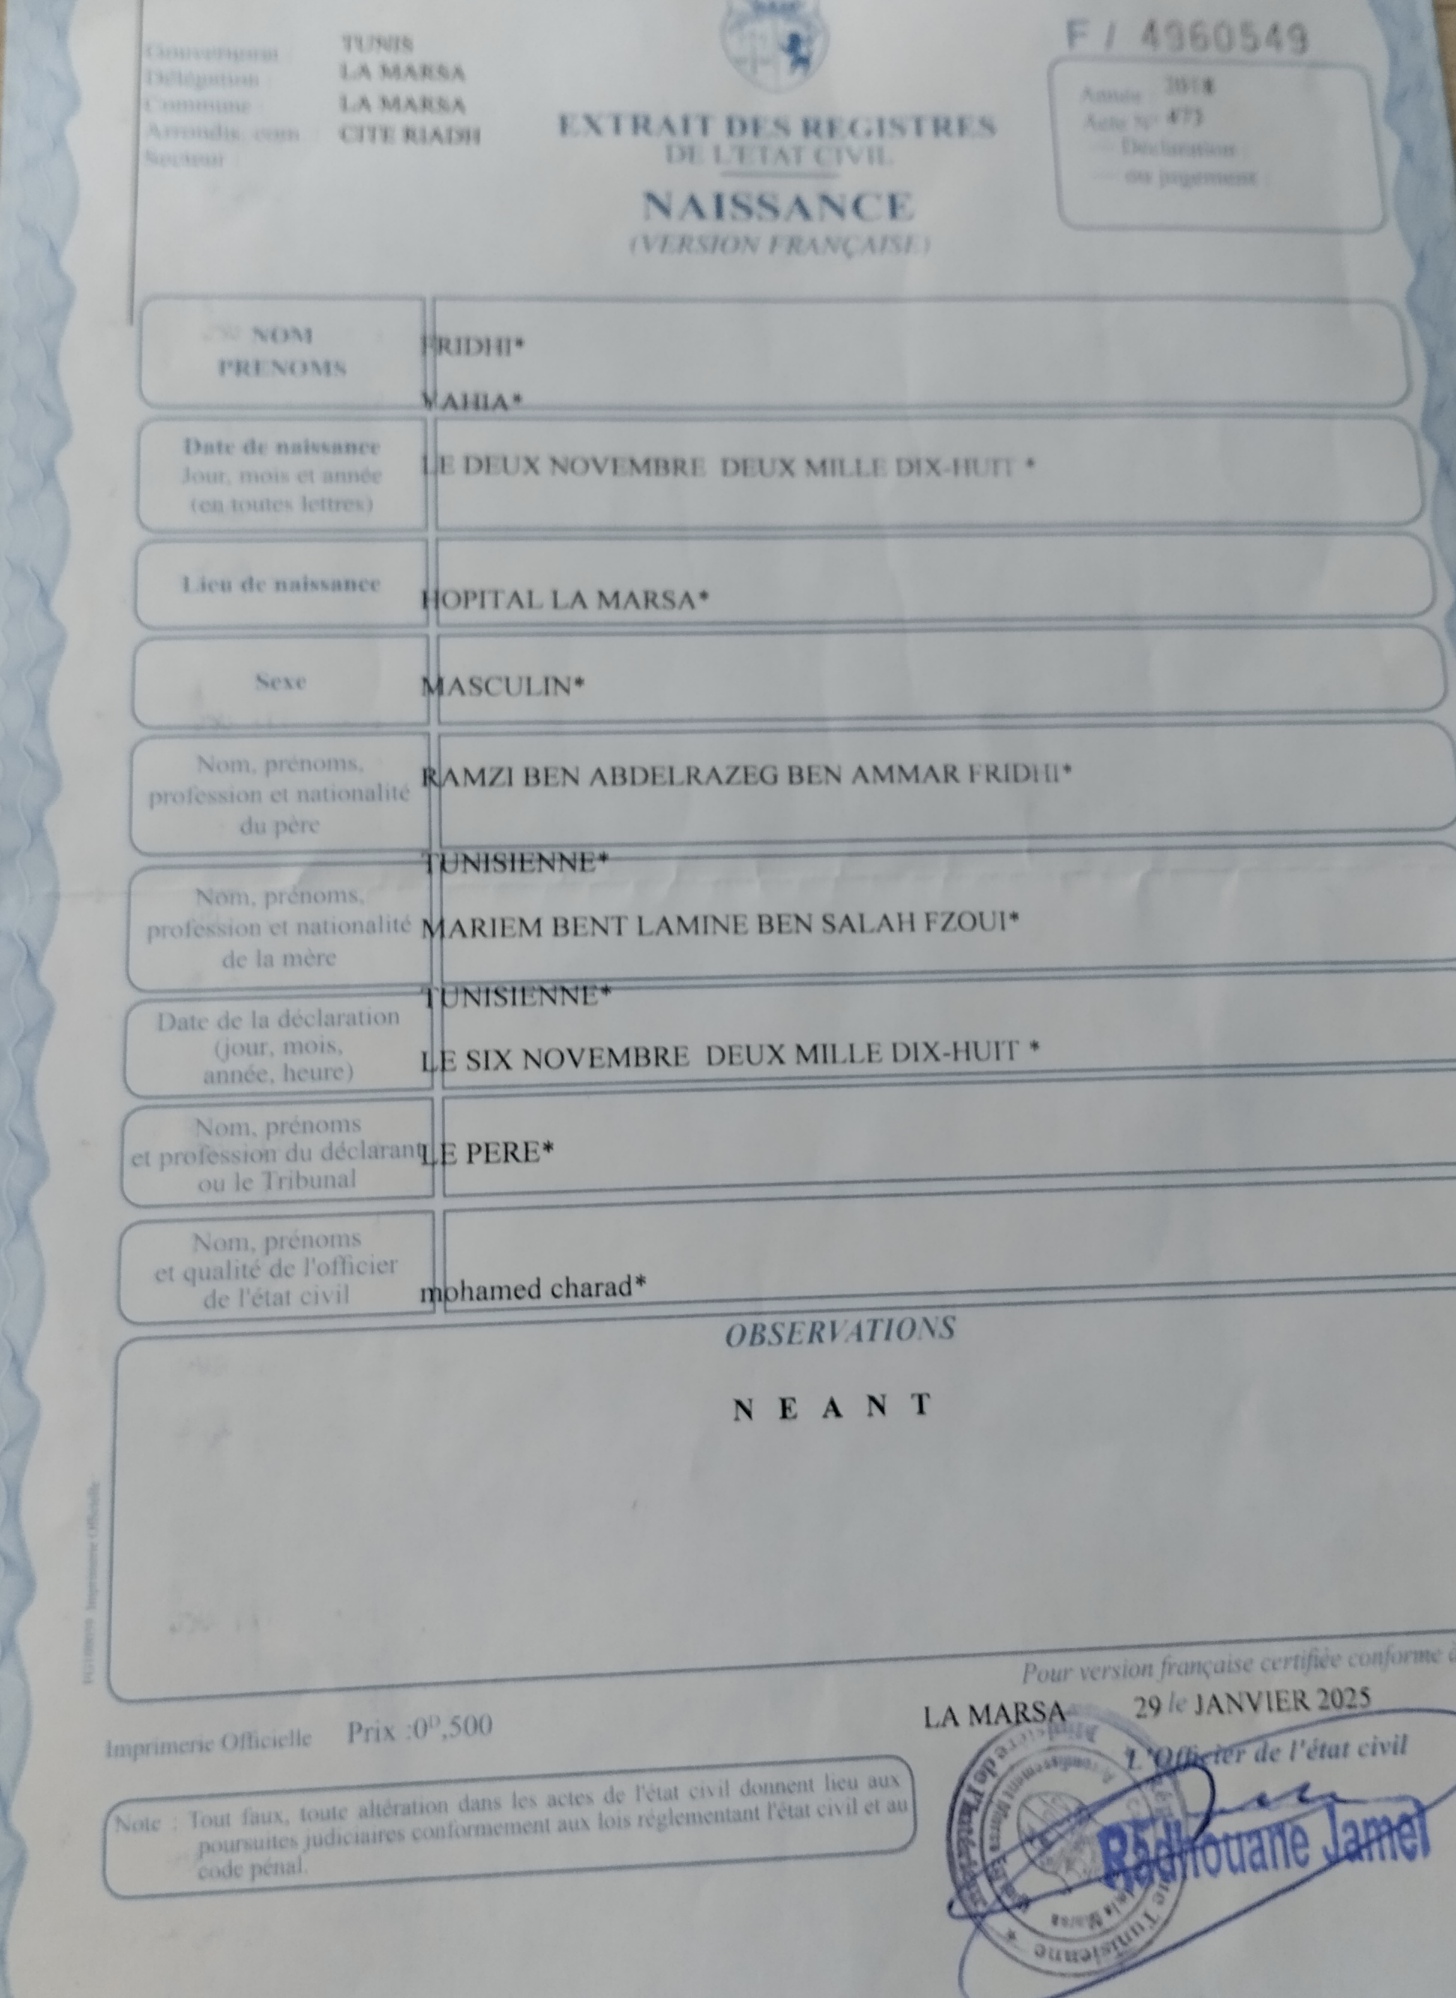 F / 4960549
Gouvernorat : TUNIS
Délégation : LA MARSA
Commune : LA MARSA
Arrondis. com : CITE RIADH
Secteur :
EXTRAIT DES REGISTRES
DE L'ETAT CIVIL
NAISSANCE
(VERSION FRANÇAISE)
Année : 2018
Acte N° 473
— Déclaration :
— ou jugement :
NOM
PRENOMS
FRIDHI*
YAHIA*
Date de naissance
Jour, mois et année
(en toutes lettres)
LE DEUX NOVEMBRE DEUX MILLE DIX-HUIT *
Lieu de naissance
HOPITAL LA MARSA*
Sexe
MASCULIN*
Nom, prénoms,
profession et nationalité
du père
RAMZI BEN ABDELRAZEG BEN AMMAR FRIDHI*
TUNISIENNE*
Nom, prénoms,
profession et nationalité
de la mère
MARIEM BENT LAMINE BEN SALAH FZOUI*
TUNISIENNE*
Date de la déclaration
(jour, mois,
année, heure)
LE SIX NOVEMBRE DEUX MILLE DIX-HUIT *
Nom, prénoms
et profession du déclarant
ou le Tribunal
LE PERE*
Nom, prénoms
et qualité de l'officier
de l'état civil
mohamed charad*
OBSERVATIONS
N E A N T
Imprimerie Officielle
Pour version française certifiée conforme
LA MARSA 29 le JANVIER 2025
L'Officier de l'état civil
Imprimerie Officielle Prix :0ᴰ,500
Note : Tout faux, toute altération dans les actes de l'état civil donnent lieu aux
poursuites judiciaires conformement aux lois réglementant l'état civil et au
code pénal.
Radhouane Jamel
Ministère de l'Intérieur
Tunisienne
de la Marsa